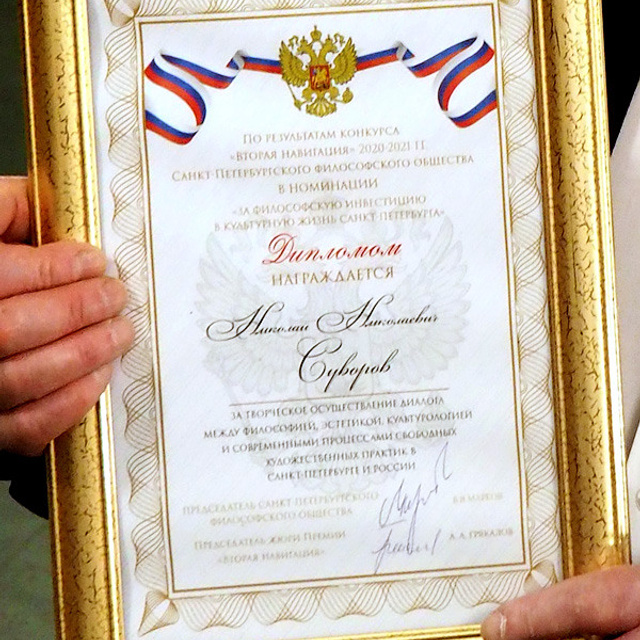 По результатам конкурса
«Вторая навигация» 2020-2021 гг.
Санкт-Петербургского философского общества
в номинации
«За философскую инвестицию
в культурную жизнь Санкт-Петербурга»
Дипломом
награждается
Николай Николаевич
Суворов
за творческое осуществление диалога
между философией, эстетикой, культурологией
и современными процессами свободных
художественных практик в
Санкт-Петербурге и России
Председатель Санкт-Петербургского
философского общества
Б.В. Марков
Председатель жюри Премии
«Вторая навигация»
А.А. Грякалов